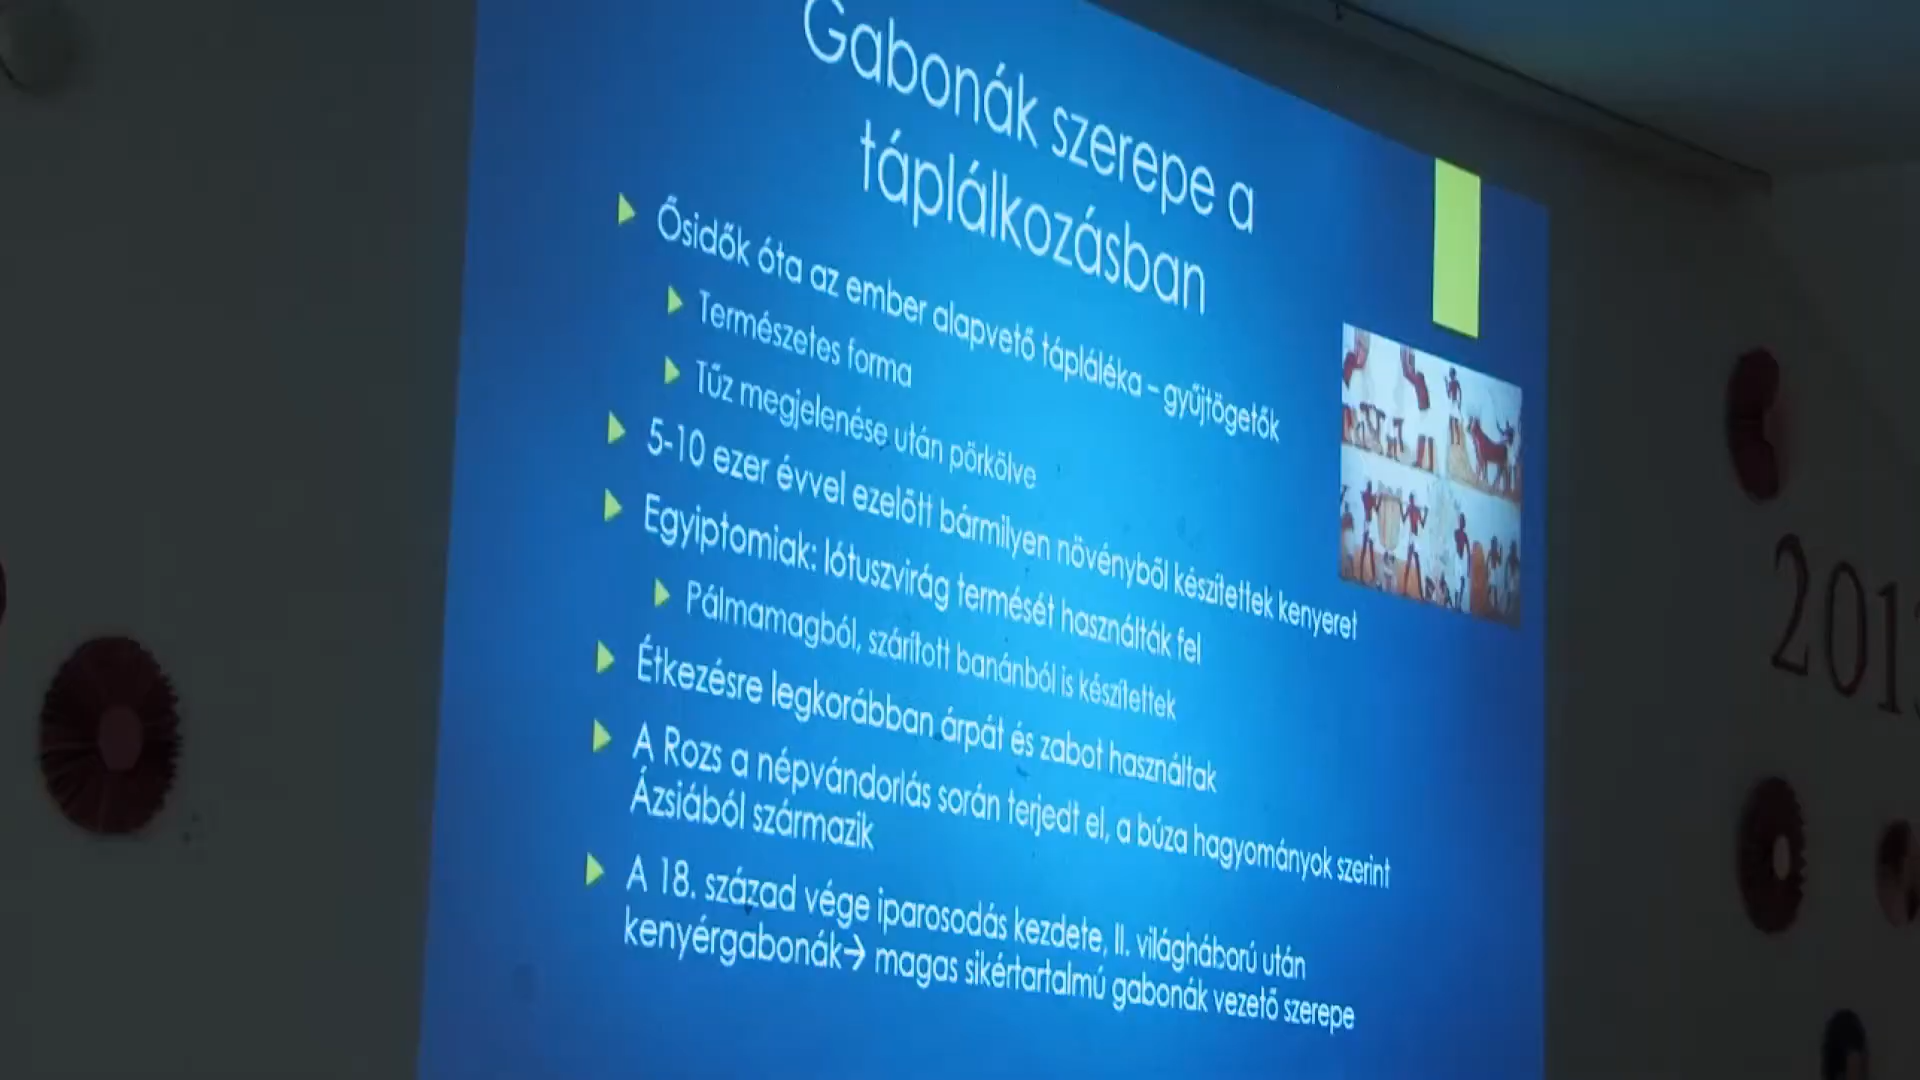 Gabonák szerepe a
táplálkozásban
Ősidők óta az ember alapvető tápláléka – gyűjtögetők
Természetes forma
Tűz megjelenése után pörkölve
5-10 ezer évvel ezelőtt bármilyen növényből készítettek kenyeret
Egyiptomiak: lótuszvirág termését használták fel
Pálmamagból, szárított banánból is készítettek
Étkezésre legkorábban árpát és zabot használtak
A Rozs a népvándorlás során terjedt el, a búza hagyományok szerint
Ázsiából származik
A 18. század vége iparosodás kezdete, II. világháború után
kenyérgabonák→ magas sikértartalmú gabonák vezető szerepe